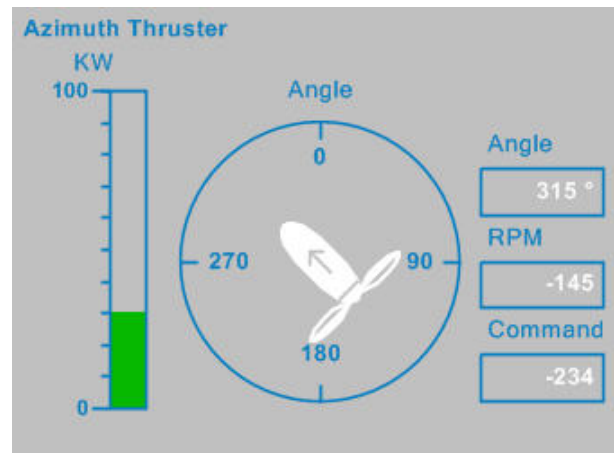 Azimuth Thruster
KW
100
0
Angle
0
270
90
180
Angle
315 °
RPM
-145
Command
-234